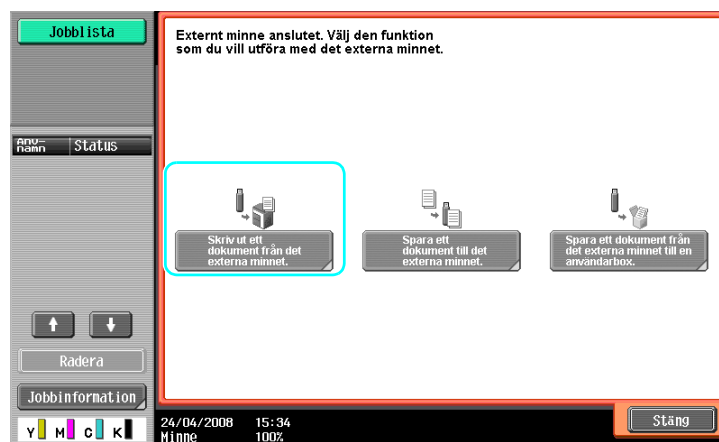 Jobblista
Externt minne anslutet. Välj den funktion
som du vill utföra med det externa minnet.
Anv-
namn
Status
Skriv ut ett
dokument från det
externa minnet.
Spara ett
dokument till det
externa minnet.
Spara ett dokument från
det externa minnet till en
användarbox.
Radera
Jobbinformation
Y M C K
24/04/2008 15:34
Minne 100%
Stäng